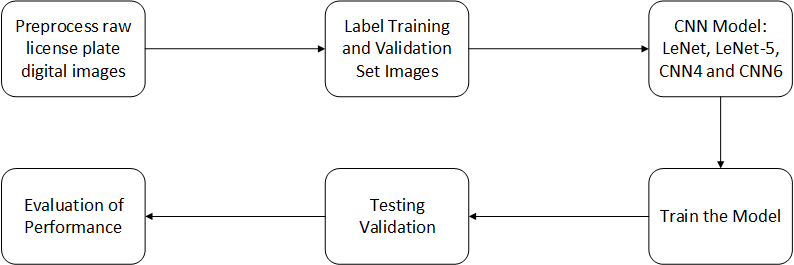 Preprocess raw
license plate
digital images
Label Training
and Validation
Set Images
CNN Model:
LeNet, LeNet-5,
CNN4 and CNN6
Train the Model
Testing
Validation
Evaluation of
Performance